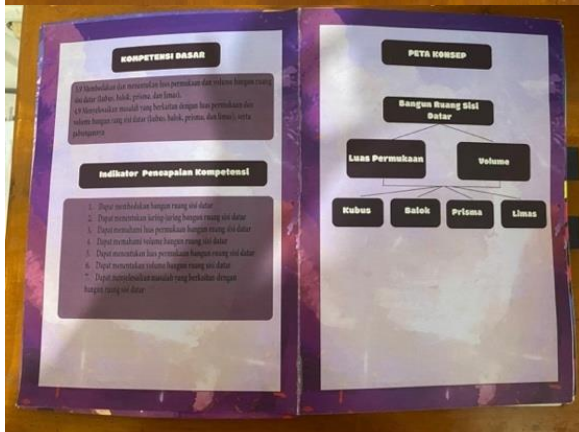 KOMPETENSI DASAR
3.9 Membedakan dan menentukan luas permukaan dan volume bangun ruang
sisi datar (kubus, balok, prisma, dan limas).
4.9 Menyelesaikan masalah yang berkaitan dengan luas permukaan dan
volume bangun ruang sisi datar (kubus, balok, prisma, dan limas), serta
gabungannya
Indikator Pencapaian Kompetensi
1. Dapat membedakan bangun ruang sisi datar
2. Dapat menentukan jaring-jaring bangun ruang sisi datar
3. Dapat memahami luas permukaan bangun ruang sisi datar
4. Dapat memahami volume bangun ruang sisi datar
5. Dapat menentukan luas permukaan bangun ruang sisi datar
6. Dapat menentukan volume bangun ruang sisi datar
7. Dapat menyelesaikan masalah yang berkaitan dengan
bangun ruang sisi datar
PETA KONSEP
Bangun Ruang Sisi
Datar
Luas Permukaan
Volume
Kubus
Balok
Prisma
Limas